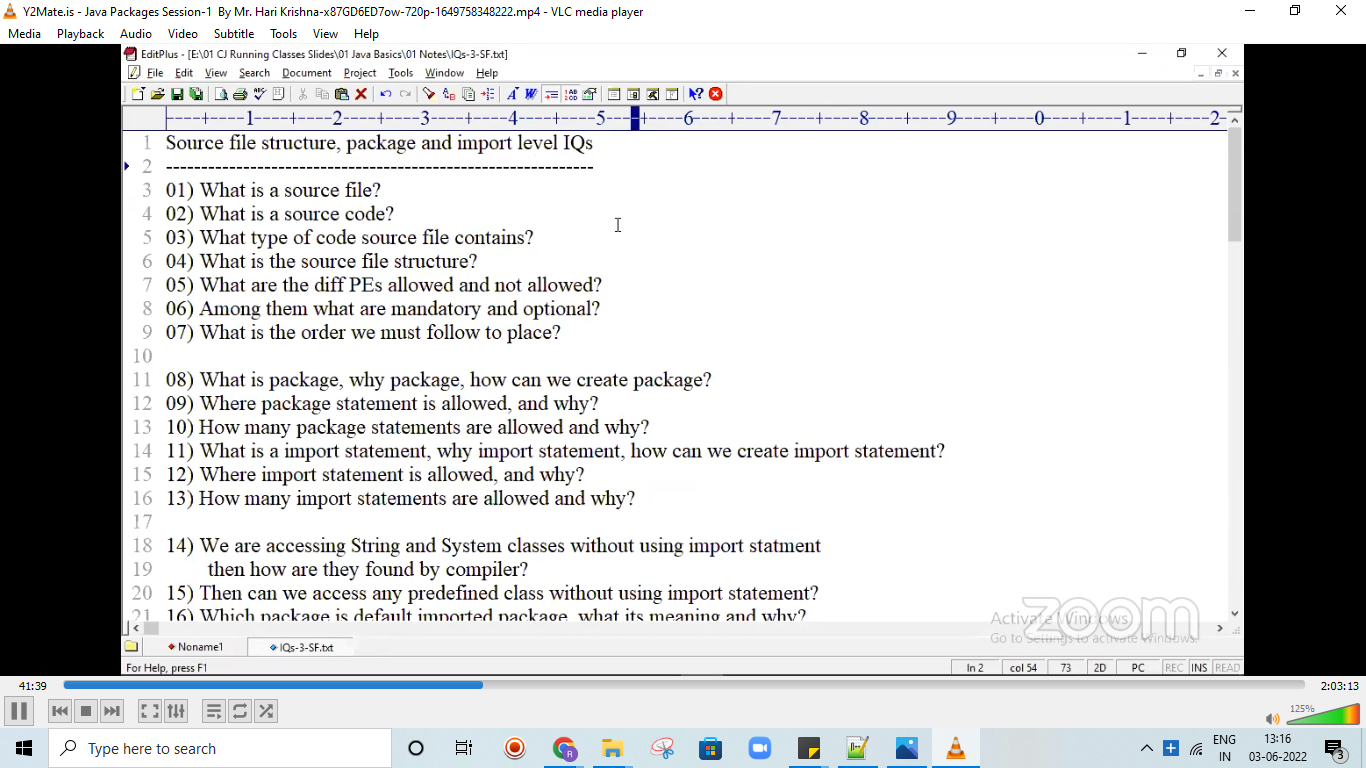 Y2Mate.is - Java Packages Session-1 By Mr. Hari Krishna-x87GD6ED7ow-720p-1649758348222.mp4 - VLC media player
Media Playback Audio Video Subtitle Tools View Help
EditPlus - [E:\01 CJ Running Classes Slides\01 Java Basics\01 Notes\IQs-3-SF.txt]
File Edit View Search Document Project Tools Window Help
----+----1----+----2----+----3----+----4----+----5----+----6----+----7----+----8----+----9----+----0----+----1----+----2-
1 Source file structure, package and import level IQs
2 -------------------------------------------------------------
3 01) What is a source file?
4 02) What is a source code?
5 03) What type of code source file contains?
6 04) What is the source file structure?
7 05) What are the diff PEs allowed and not allowed?
8 06) Among them what are mandatory and optional?
9 07) What is the order we must follow to place?
10
11 08) What is package, why package, how can we create package?
12 09) Where package statement is allowed, and why?
13 10) How many package statements are allowed and why?
14 11) What is a import statement, why import statement, how can we create import statement?
15 12) Where import statement is allowed, and why?
16 13) How many import statements are allowed and why?
17
18 14) We are accessing String and System classes without using import statment
19 then how are they found by compiler?
20 15) Then can we access any predefined class without using import statement?
21 16) Which package is default imported package, what its meaning and why?
Activate Windows
zoom
Go to Settings to activate Windows.
Noname1 IQs-3-SF.txt
For Help, press F1 ln 2 col 54 73 2D PC REC INS READ
41:39 2:03:13
125%
Type here to search
ENG 13:16
IN 03-06-2022 3